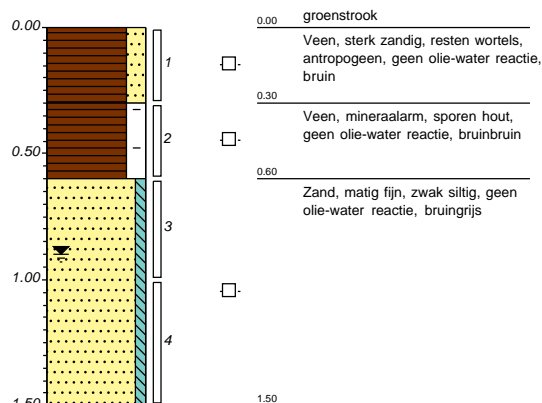 0.00
groenstrook
0.00
Veen, sterk zandig, resten wortels,
antropogeen, geen olie-water reactie,
bruin
1
0.30
Veen, mineraalarm, sporen hout,
geen olie-water reactie, bruinbruin
2
0.50
0.60
Zand, matig fijn, zwak siltig, geen
olie-water reactie, bruingrijs
3
1.00
4
1.50
1.50